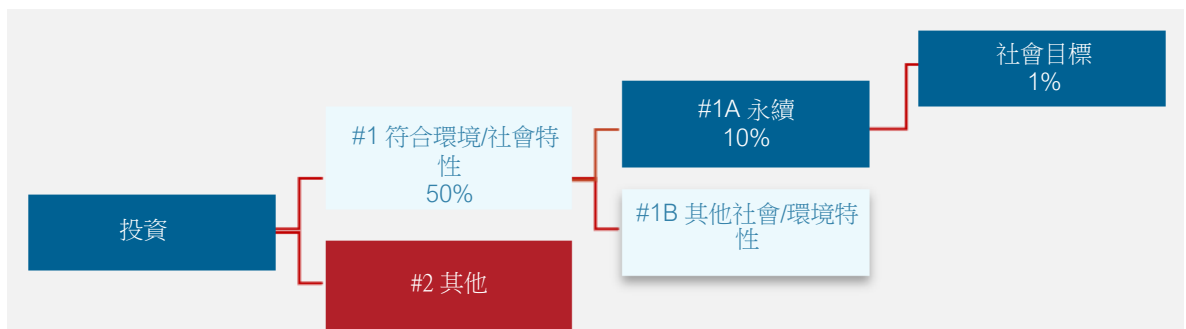 社會目標
1%
#1A 永續
10%
#1 符合環境/社會特
性
50%
#1B 其他社會/環境特
性
投資
#2 其他